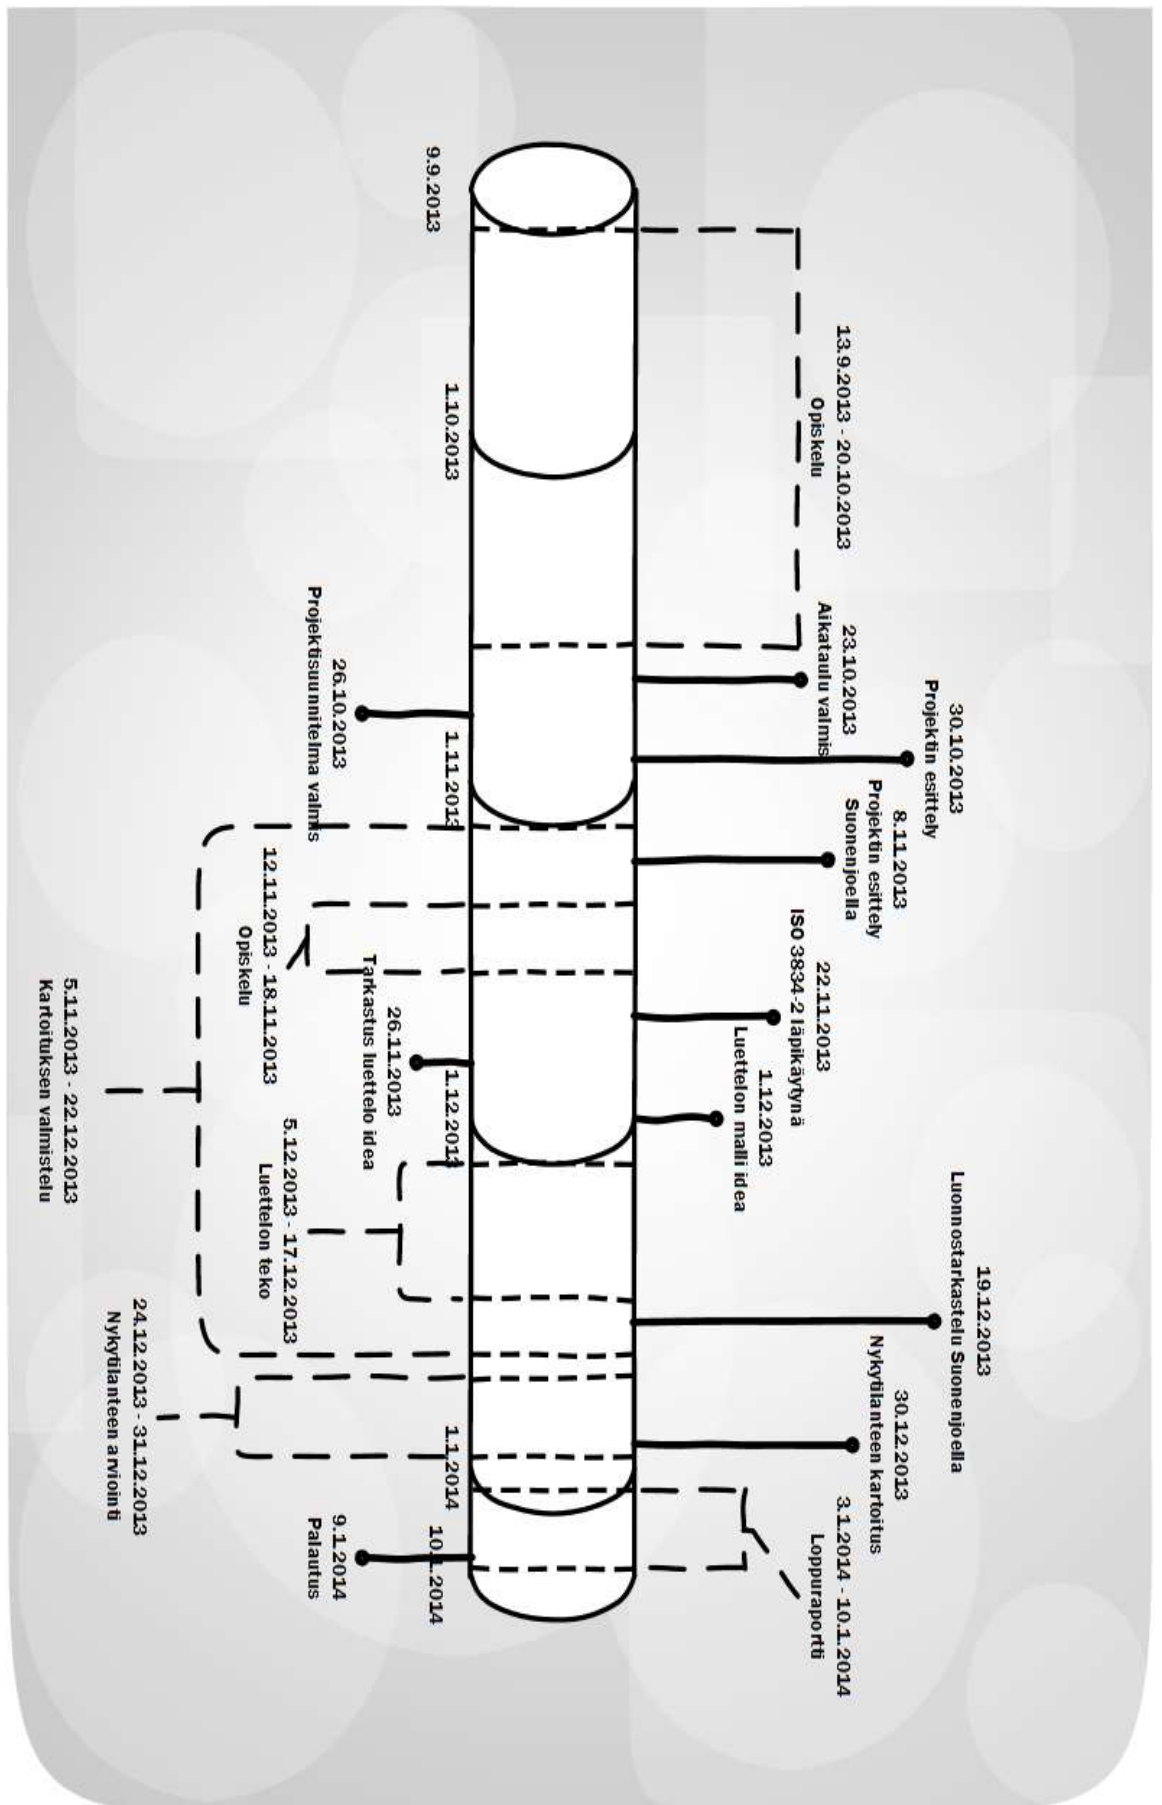 19.12.2013
Luonnostarkastelu Suonenjoella
30.10.2013
Projektin esittely
30.12.2013
Nykytilanteen kartoitus
8.11.2013
Projektin esittely
Suonenjoella
13.9.2013 - 20.10.2013
Opiskelu
23.10.2013
Aikataulu valmis
22.11.2013
ISO 3834-2 läpikäytynä
3.1.2014 - 10.1.2014
Loppuraportti
1.12.2013
Luettelon malli idea
9.9.2013
1.10.2013
1.11.2013
1.12.2013
1.1.2014
10.1.2014
26.11.2013
Tarkastus luettelo idea
26.10.2013
Projektisuunnitelma valmis
9.1.2014
Palautus
5.12.2013 - 17.12.2013
Luettelon teko
12.11.2013 - 18.11.2013
Opiskelu
24.12.2013 - 31.12.2013
Nykytilanteen arviointi
5.11.2013 - 22.12.2013
Kartoituksen valmistelu